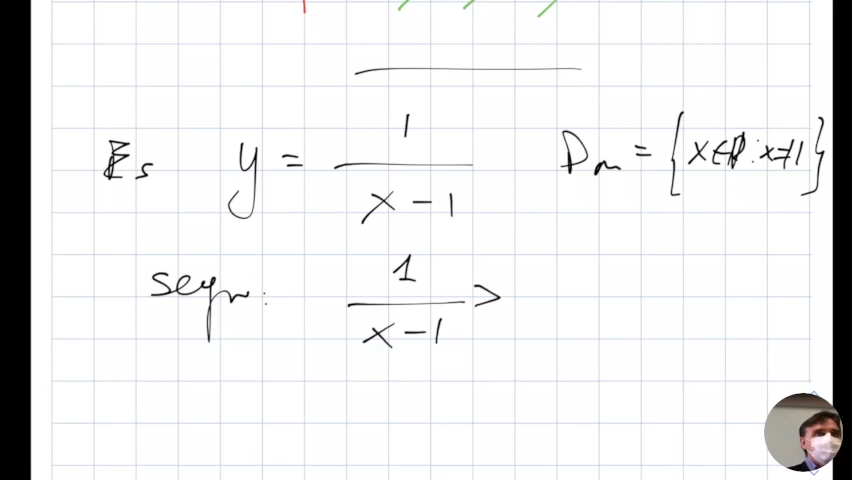 Es y = 1/(x - 1) Dm = {x∈ℝ : x≠1}
segn: 1/(x - 1) >